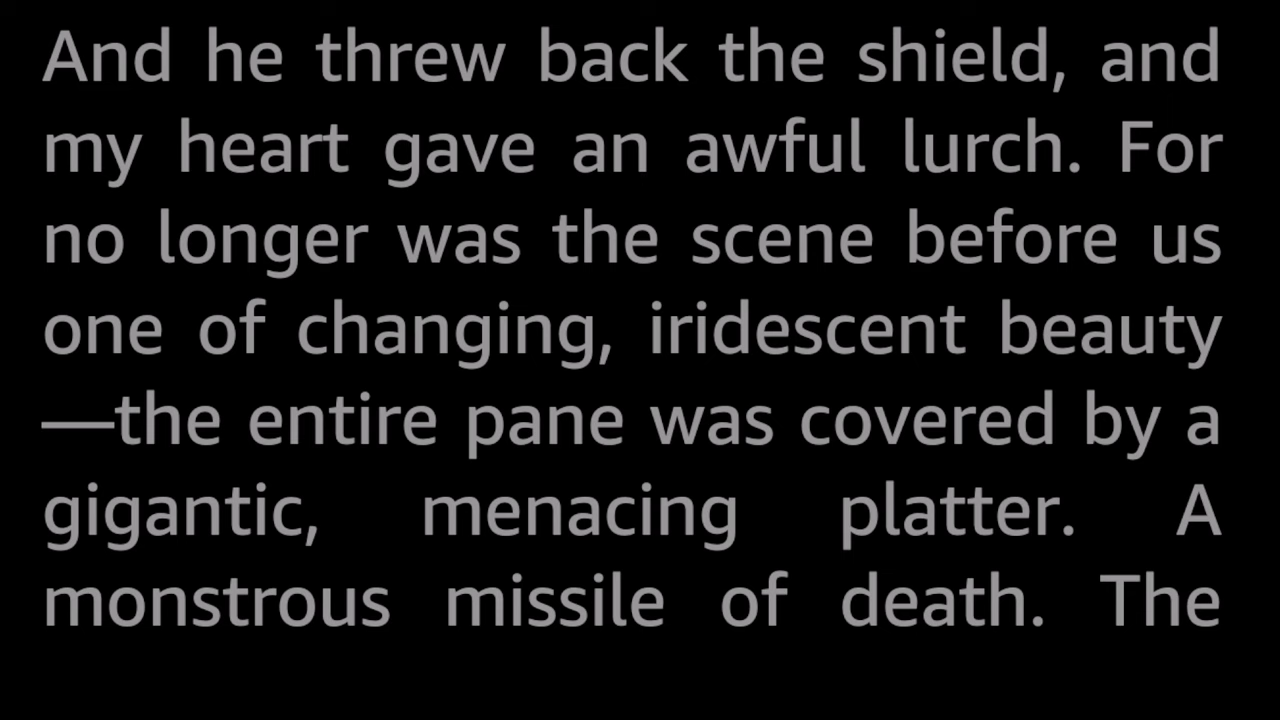 And he threw back the shield, and
my heart gave an awful lurch. For
no longer was the scene before us
one of changing, iridescent beauty
—the entire pane was covered by a
gigantic, menacing platter. A
monstrous missile of death. The